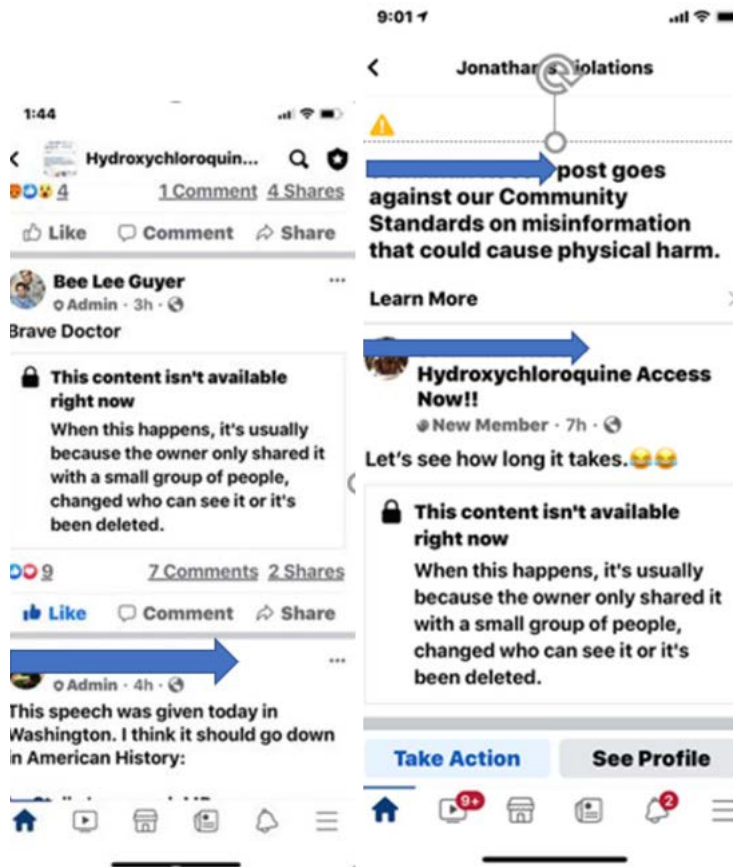 1:44
Hydroxychloroquin...
4 1 Comment 4 Shares
Like Comment Share
Bee Lee Guyer
Admin · 3h ·
Brave Doctor
This content isn't available
right now
When this happens, it's usually
because the owner only shared it
with a small group of people,
changed who can see it or it's
been deleted.
9 7 Comments 2 Shares
Like Comment Share
Admin · 4h ·
This speech was given today in
Washington. I think it should go down
in American History:
9:01
post goes
against our Community
Standards on misinformation
that could cause physical harm.
Learn More
Hydroxychloroquine Access
Now!!
New Member · 7h ·
Let's see how long it takes.😂😂
This content isn't available
right now
When this happens, it's usually
because the owner only shared it
with a small group of people,
changed who can see it or it's
been deleted.
Take Action See Profile
9+ 2